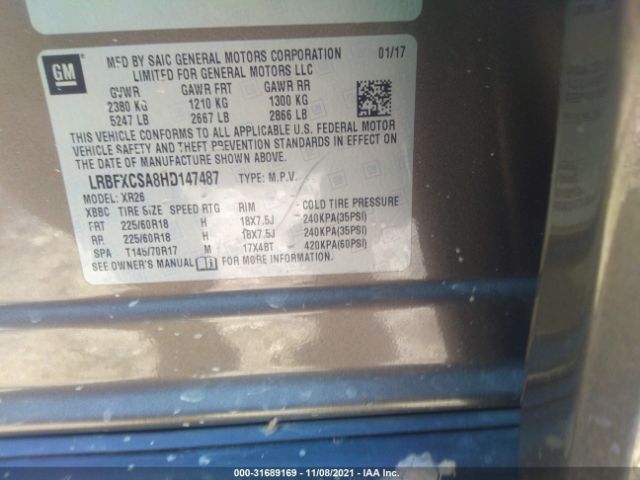 GM
MFD BY SAIC GENERAL MOTORS CORPORATION 01/17
LIMITED FOR GENERAL MOTORS LLC
GVWR GAWR FRT GAWR RR
2380 KG 1210 KG 1300 KG
5247 LB 2667 LB 2866 LB
THIS VEHICLE CONFORMS TO ALL APPLICABLE U.S. FEDERAL MOTOR
VEHICLE SAFETY AND THEFT PREVENTION STANDARDS IN EFFECT ON
THE DATE OF MANUFACTURE SHOWN ABOVE.
LRBFXCSA8HD147487 TYPE: M.P.V.
MODEL: XR26
XBBC TIRE SIZE SPEED RTG RIM COLD TIRE PRESSURE
FRT 225/60R18 H 18X7.5J 240KPA(35PSI)
RR 225/60R18 H 18X7.5J 240KPA(35PSI)
SPA T145/70R17 M 17X4BT 420KPA(60PSI)
SEE OWNER'S MANUAL FOR MORE INFORMATION.
000-31689169 - 11/08/2021 - IAA Inc.